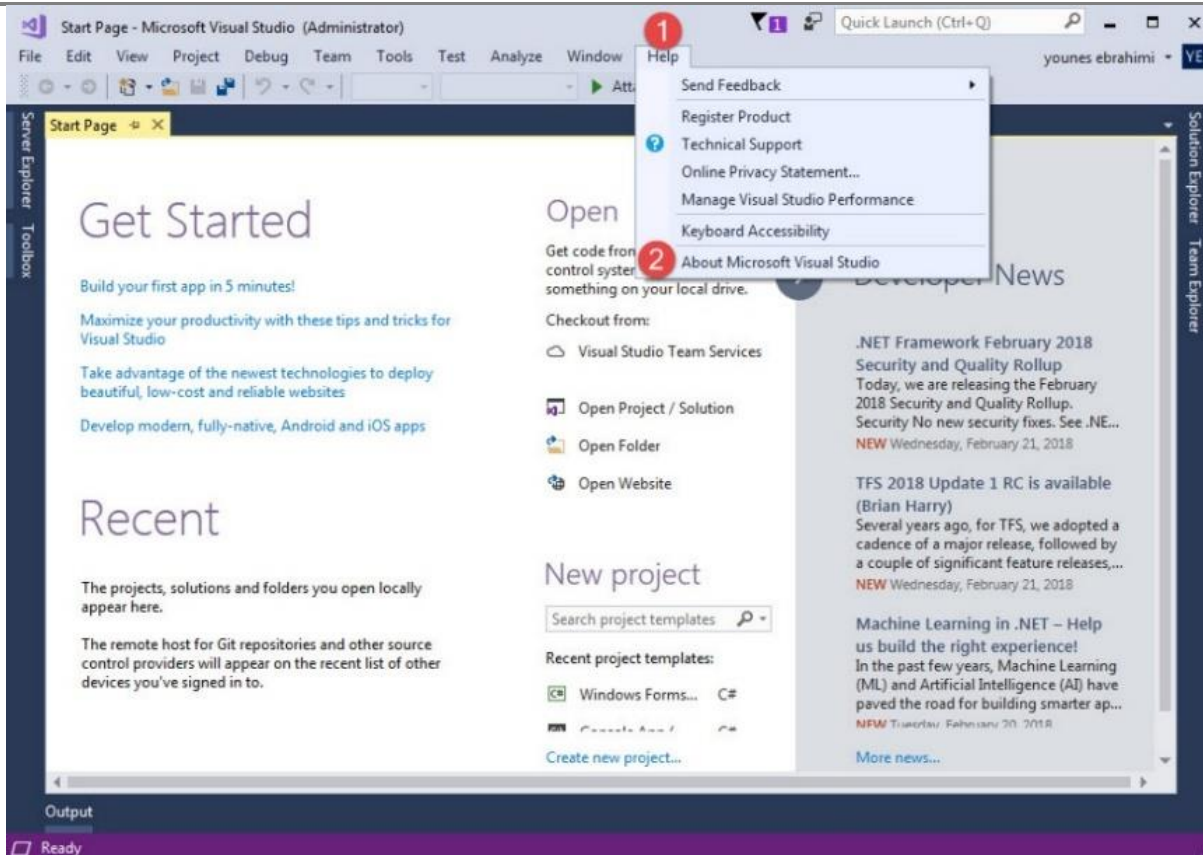 Start Page - Microsoft Visual Studio (Administrator)
1
Quick Launch (Ctrl+Q)
File Edit View Project Debug Team Tools Test Analyze Window Help
younes ebrahimi
YE
1
Server Explorer
Toolbox
Start Page
Solution Explorer
Team Explorer
Send Feedback
Register Product
Technical Support
Online Privacy Statement...
Manage Visual Studio Performance
Keyboard Accessibility
2
About Microsoft Visual Studio
Get Started
Build your first app in 5 minutes!
Maximize your productivity with these tips and tricks for
Visual Studio
Take advantage of the newest technologies to deploy
beautiful, low-cost and reliable websites
Develop modern, fully-native, Android and iOS apps
Recent
The projects, solutions and folders you open locally
appear here.
The remote host for Git repositories and other source
control providers will appear on the recent list of other
devices you've signed in to.
Open
Get code from
control system
something on your local drive.
Checkout from:
Visual Studio Team Services
Open Project / Solution
Open Folder
Open Website
New project
Search project templates
Recent project templates:
Windows Forms... C#
Create new project...
Developer News
.NET Framework February 2018
Security and Quality Rollup
Today, we are releasing the February
2018 Security and Quality Rollup.
Security No new security fixes. See .NE...
NEW Wednesday, February 21, 2018
TFS 2018 Update 1 RC is available
(Brian Harry)
Several years ago, for TFS, we adopted a
cadence of a major release, followed by
a couple of significant feature releases,...
NEW Wednesday, February 21, 2018
Machine Learning in .NET – Help
us build the right experience!
In the past few years, Machine Learning
(ML) and Artificial Intelligence (AI) have
paved the road for building smarter ap...
NEW Tuesday, February 20, 2018
More news...
Output
Ready